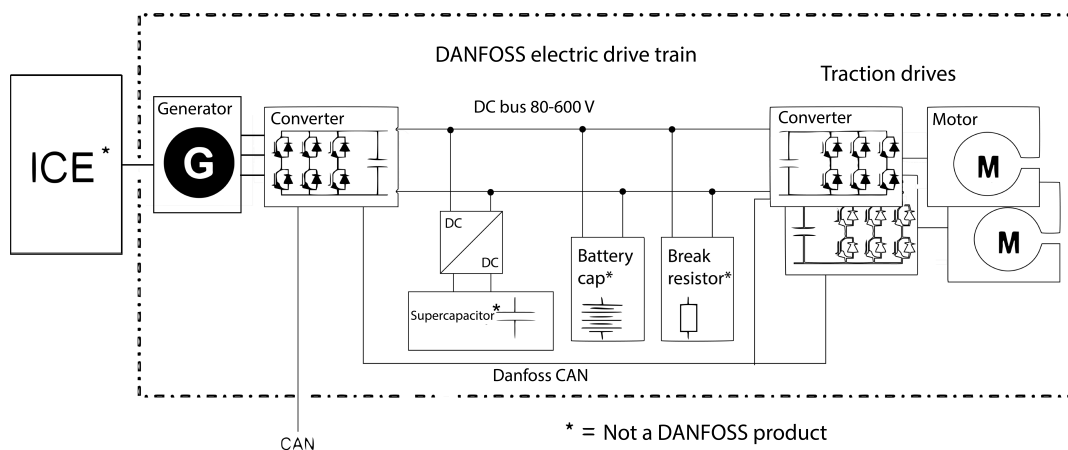 DANFOSS electric drive train
Traction drives
DC bus 80-600 V
ICE*
Generator
G
Converter
Converter
Motor
M
M
DC
DC
Supercapacitor*
Battery
cap*
Break
resistor*
Danfoss CAN
CAN
* = Not a DANFOSS product